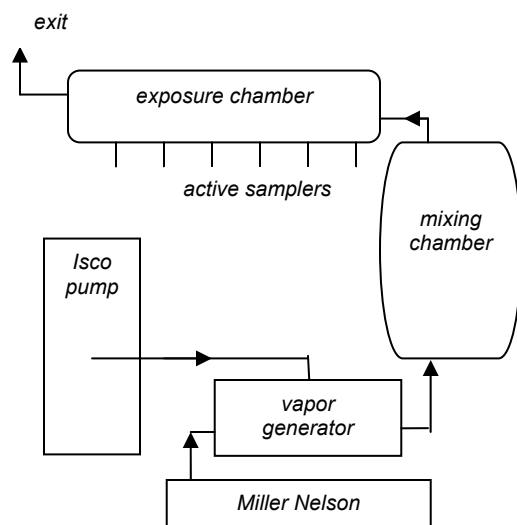 exit
exposure chamber
active samplers
mixing
chamber
Isco
pump
vapor
generator
Miller Nelson